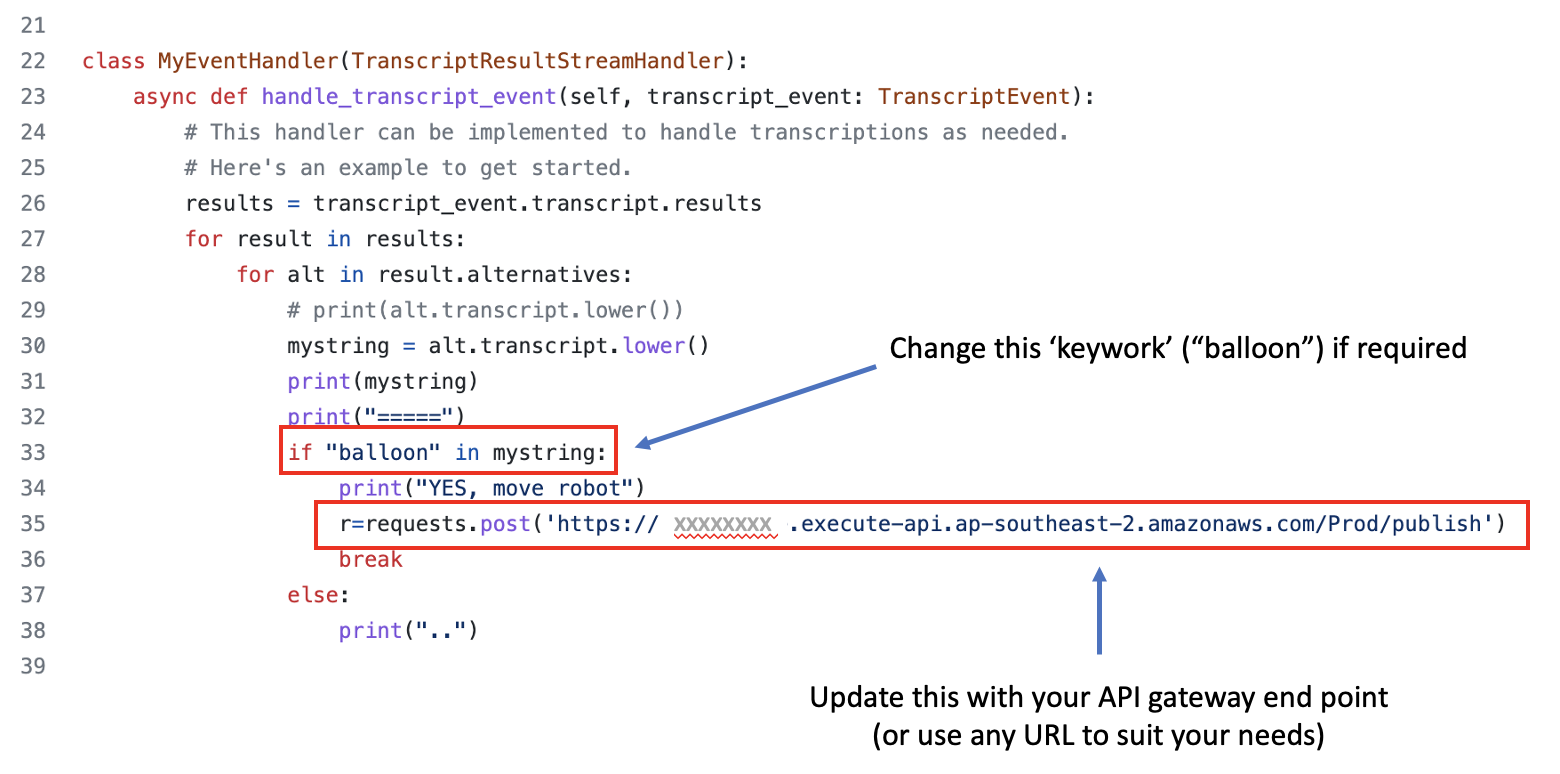 21
22 class MyEventHandler(TranscriptResultStreamHandler):
23     async def handle_transcript_event(self, transcript_event: TranscriptEvent):
24         # This handler can be implemented to handle transcriptions as needed.
25         # Here's an example to get started.
26         results = transcript_event.transcript.results
27         for result in results:
28             for alt in result.alternatives:
29                 # print(alt.transcript.lower())
30                 mystring = alt.transcript.lower()
Change this ‘keywork’ (“balloon”) if required
31                 print(mystring)
32                 print("=====")
33                 if "balloon" in mystring:
34                     print("YES, move robot")
35                     r=requests.post('https:// XXXXXXXX .execute-api.ap-southeast-2.amazonaws.com/Prod/publish')
36                     break
37                 else:
38                     print("..")
39
Update this with your API gateway end point
(or use any URL to suit your needs)